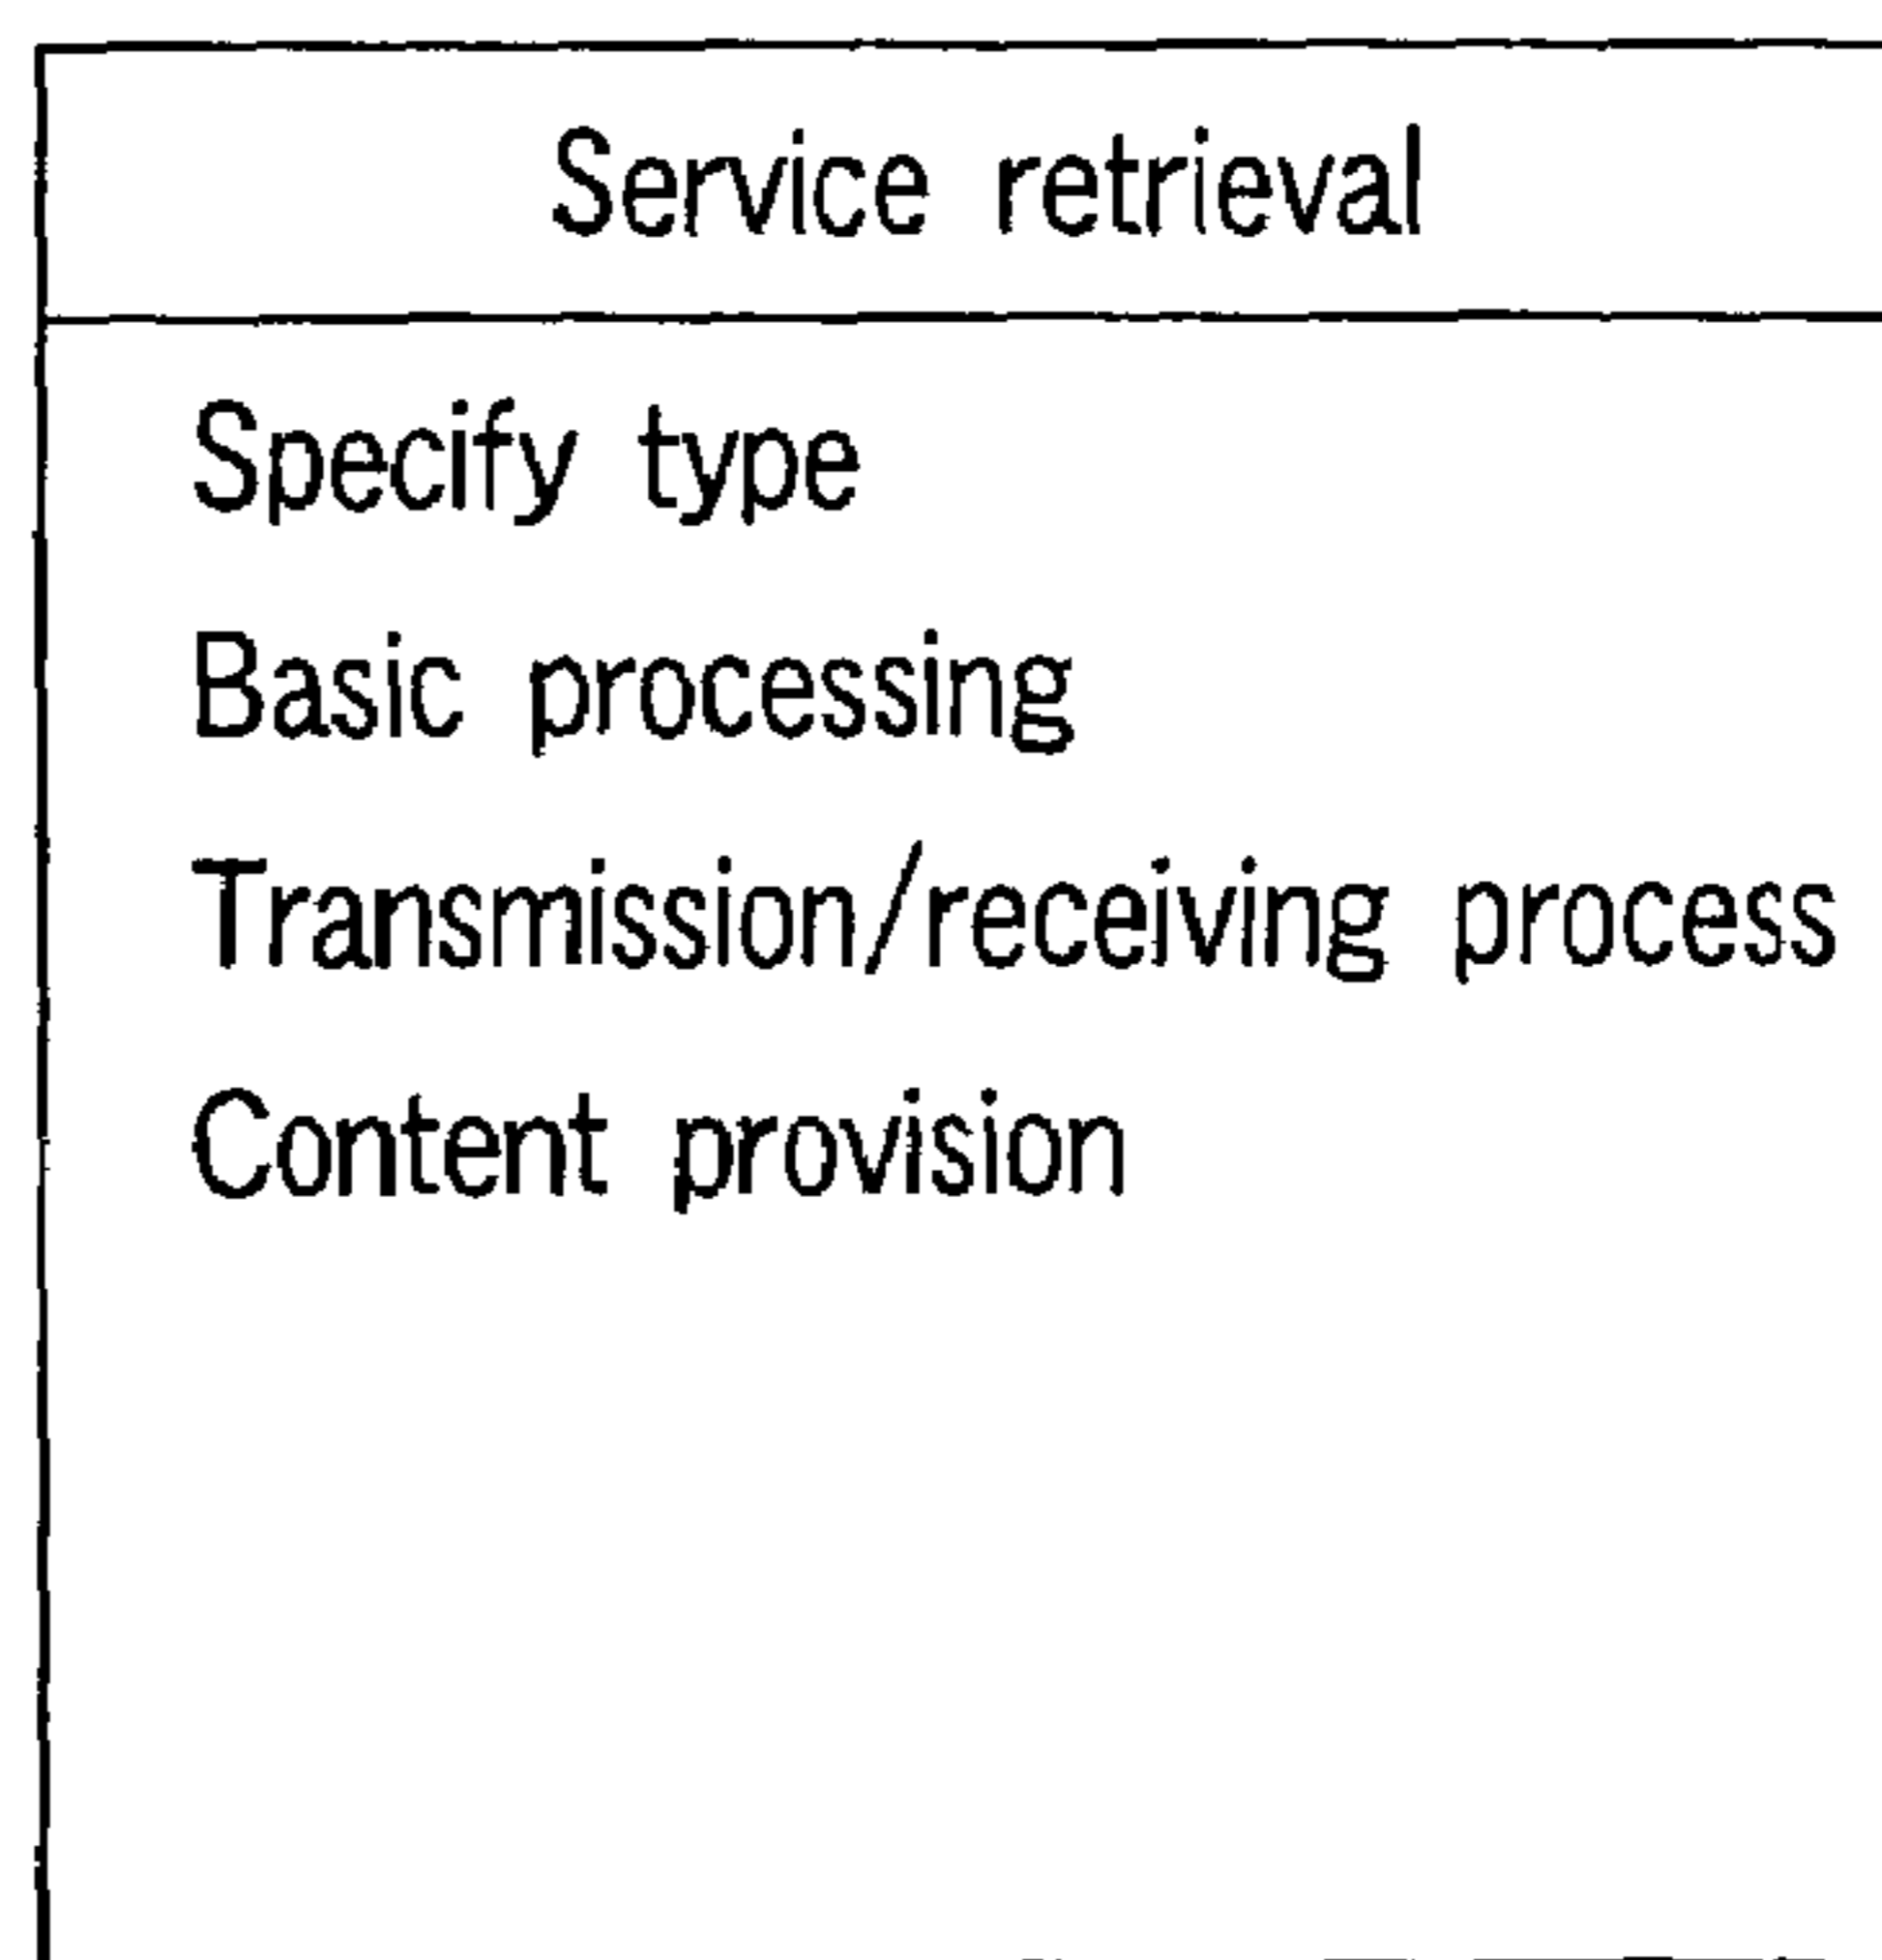 Service retrieval
Specify type
Basic processing
Transmission/receiving process
Content provision